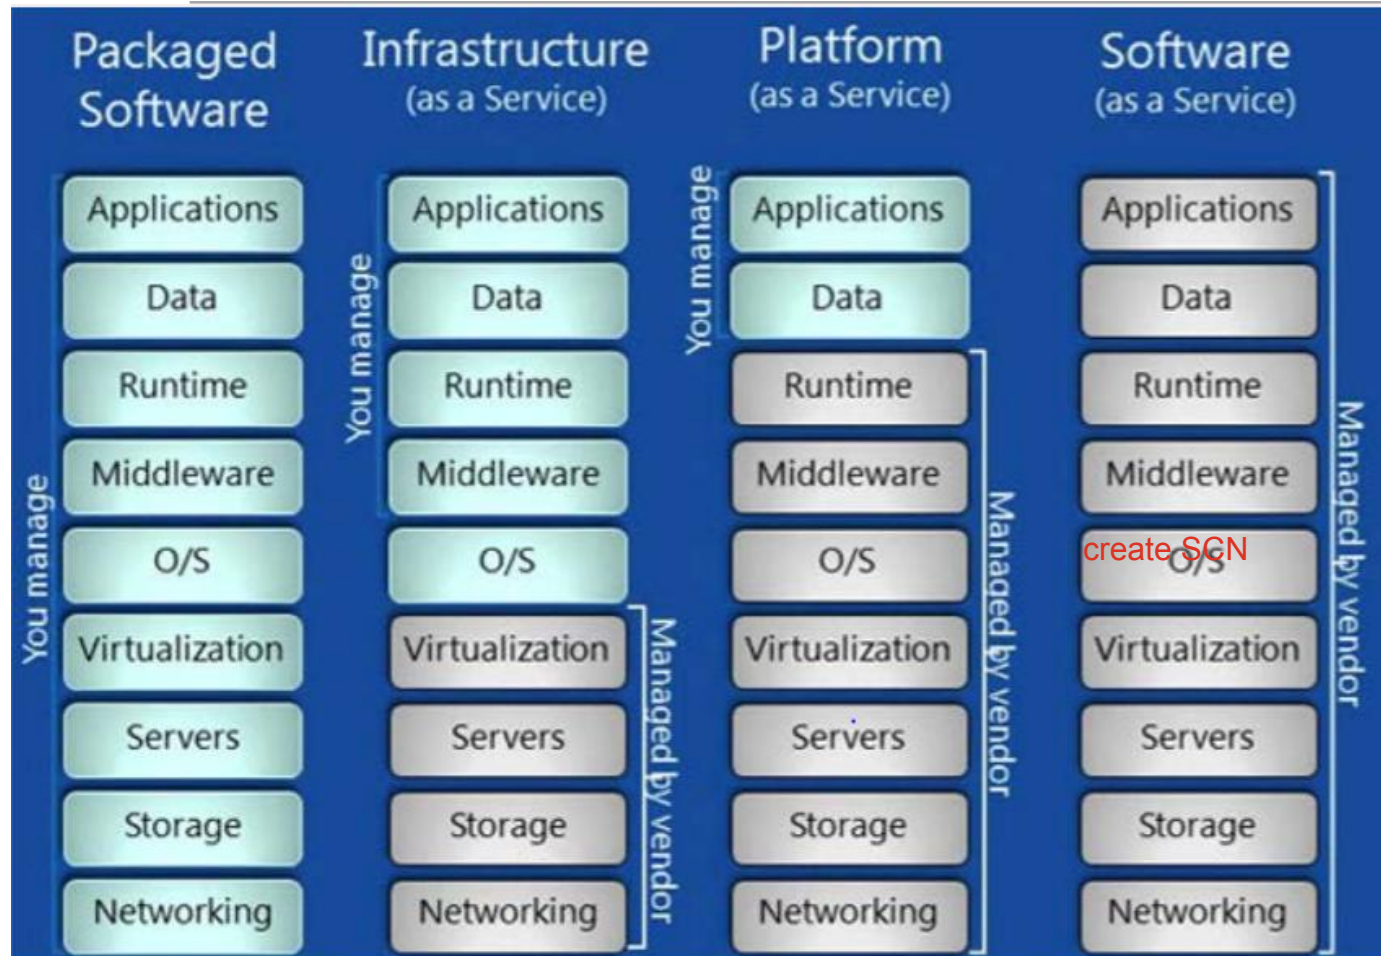 Packaged
Software
You manage
Applications
Data
Runtime
Middleware
O/S
Virtualization
Servers
Storage
Networking
Infrastructure
(as a Service)
You manage
Applications
Data
Runtime
Middleware
O/S
Virtualization
Servers
Storage
Networking
Managed by vendor
Platform
(as a Service)
You manage
Applications
Data
Runtime
Middleware
O/S
Virtualization
Servers
Storage
Networking
Managed by vendor
Software
(as a Service)
Applications
Data
Runtime
Middleware
create SCN
O/S
Virtualization
Servers
Storage
Networking
Managed by vendor